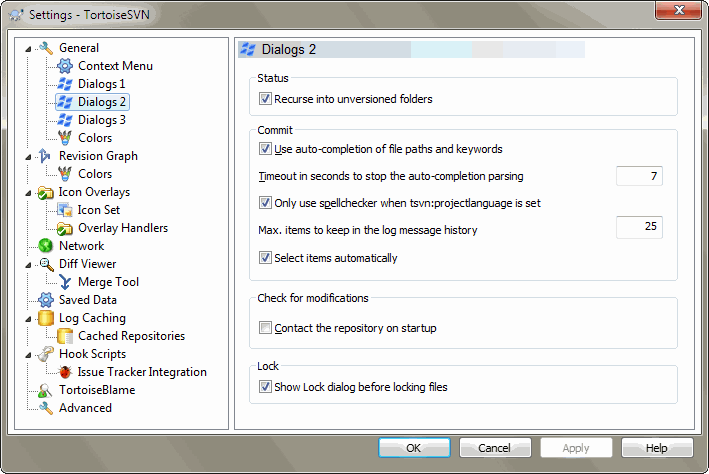 Settings - TortoiseSVN
General
Context Menu
Dialogs 1
Dialogs 2
Dialogs 3
Colors
Revision Graph
Colors
Icon Overlays
Icon Set
Overlay Handlers
Network
Diff Viewer
Merge Tool
Saved Data
Log Caching
Cached Repositories
Hook Scripts
Issue Tracker Integration
TortoiseBlame
Advanced
Dialogs 2
Status
Recurse into unversioned folders
Commit
Use auto-completion of file paths and keywords
Timeout in seconds to stop the auto-completion parsing 7
Only use spellchecker when tsvn:projectlanguage is set
Max. items to keep in the log message history 25
Select items automatically
Check for modifications
Contact the repository on startup
Lock
Show Lock dialog before locking files
OK Cancel Apply Help